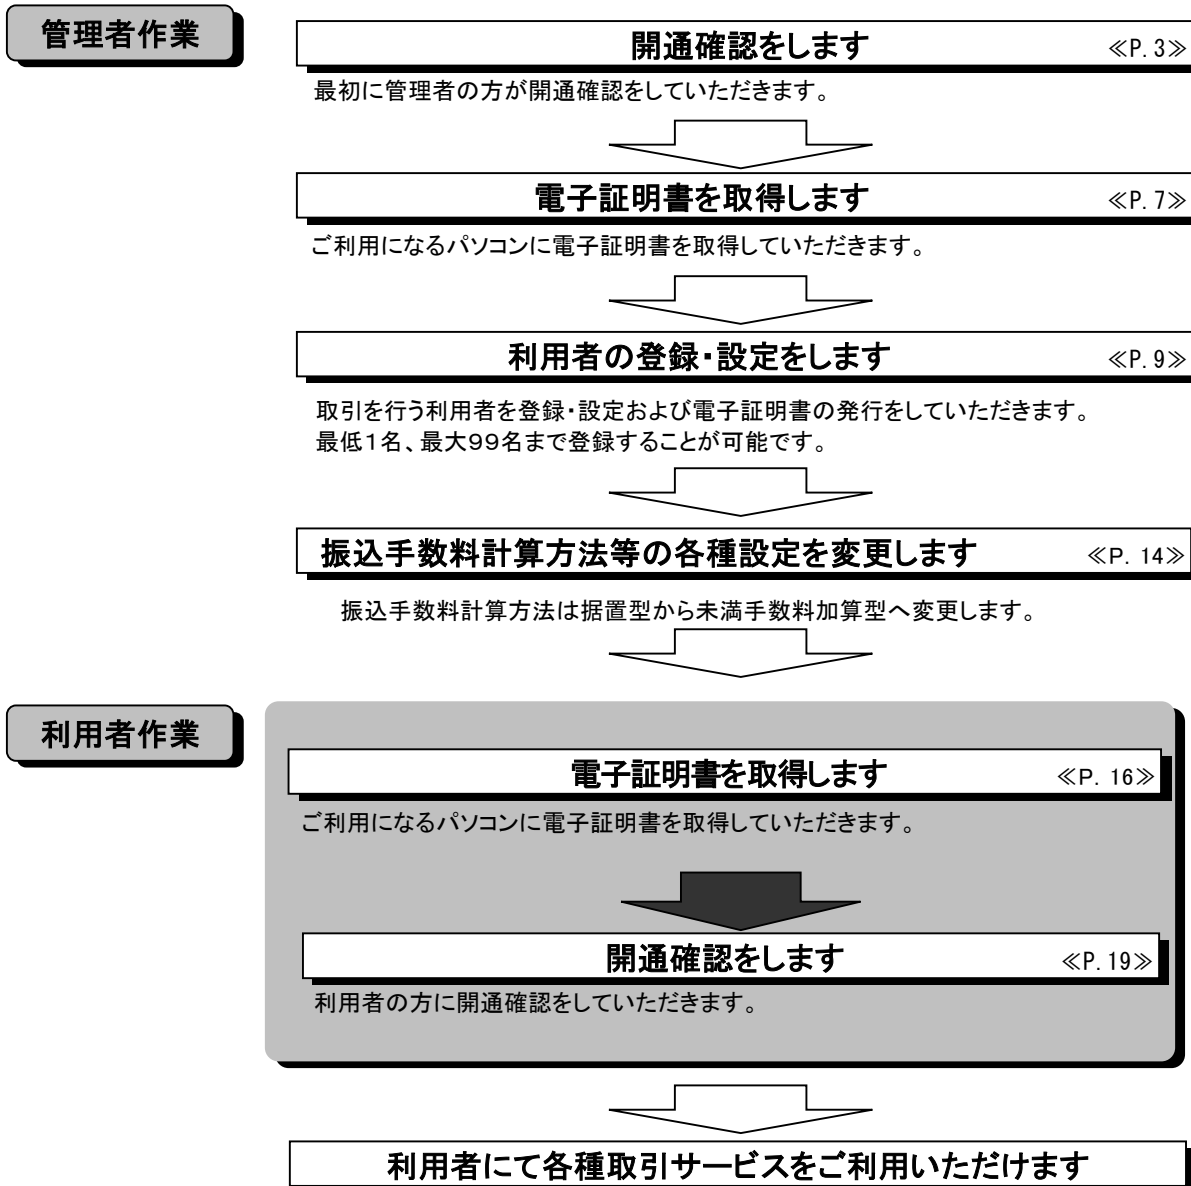 管理者作業
開通確認をします ≪P.3≫
最初に管理者の方が開通確認をしていただきます。
電子証明書を取得します ≪P.7≫
ご利用になるパソコンに電子証明書を取得していただきます。
利用者の登録・設定をします ≪P.9≫
取引を行う利用者を登録・設定および電子証明書の発行をしていただきます。
最低1名、最大99名まで登録することが可能です。
振込手数料計算方法等の各種設定を変更します ≪P. 14≫
振込手数料計算方法は据置型から未満手数料加算型へ変更します。
利用者作業
電子証明書を取得します ≪P. 16≫
ご利用になるパソコンに電子証明書を取得していただきます。
開通確認をします ≪P.19≫
利用者の方に開通確認をしていただきます。
利用者にて各種取引サービスをご利用いただけます